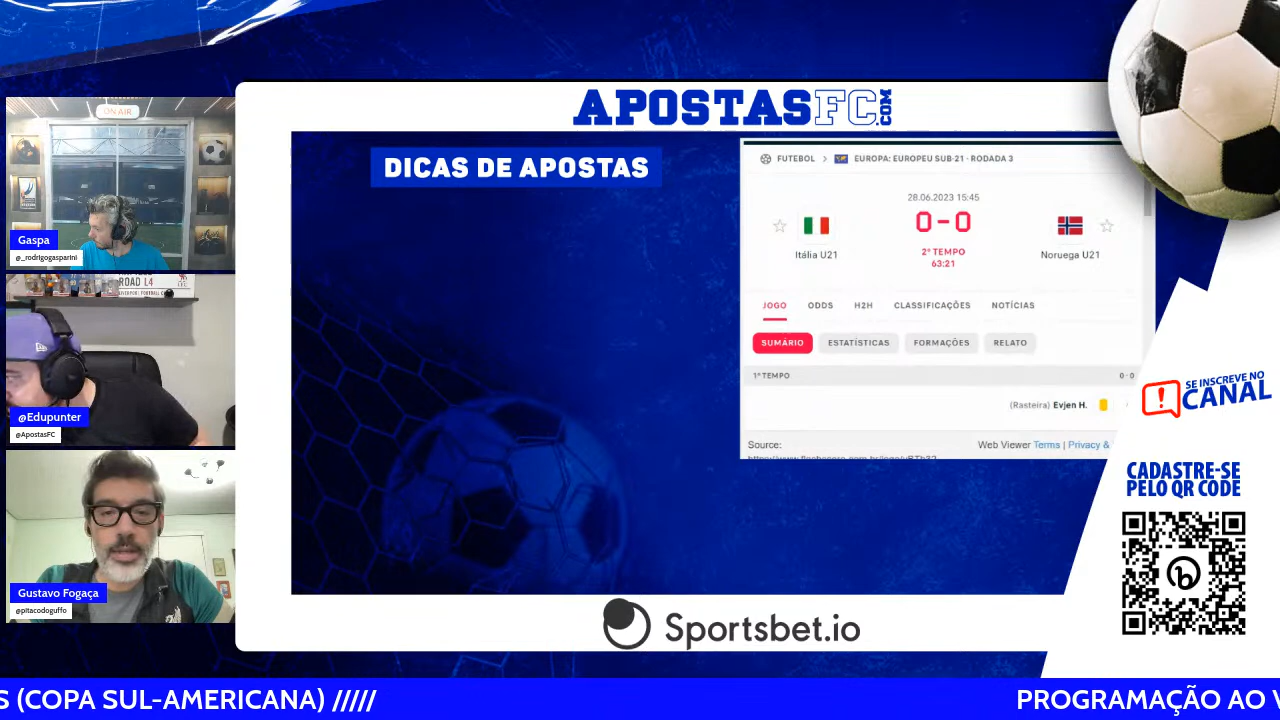 ON AIR
Gaspa
@_rodrigogasparini
ROAD L4
@Edupunter
@ApostasFC
Gustavo Fogaça
@pitacodoguffo
APOSTASFC.COM
DICAS DE APOSTAS
FUTEBOL > EUROPA: EUROPEU SUB-21 - RODADA 3
28.06.2023 15:45
0-0
2º TEMPO
63:21
Itália U21
Noruega U21
JOGO ODDS H2H CLASSIFICAÇÕES NOTÍCIAS
SUMÁRIO ESTATÍSTICAS FORMAÇÕES RELATO
1º TEMPO 0-0
(Rasteira) Evjen H.
Source:
Web Viewer Terms | Privacy &
SE INSCREVE NO
CANAL
CADASTRE-SE
PELO QR CODE
Sportsbet.io
S (COPA SUL-AMERICANA) /////
PROGRAMAÇÃO AO V